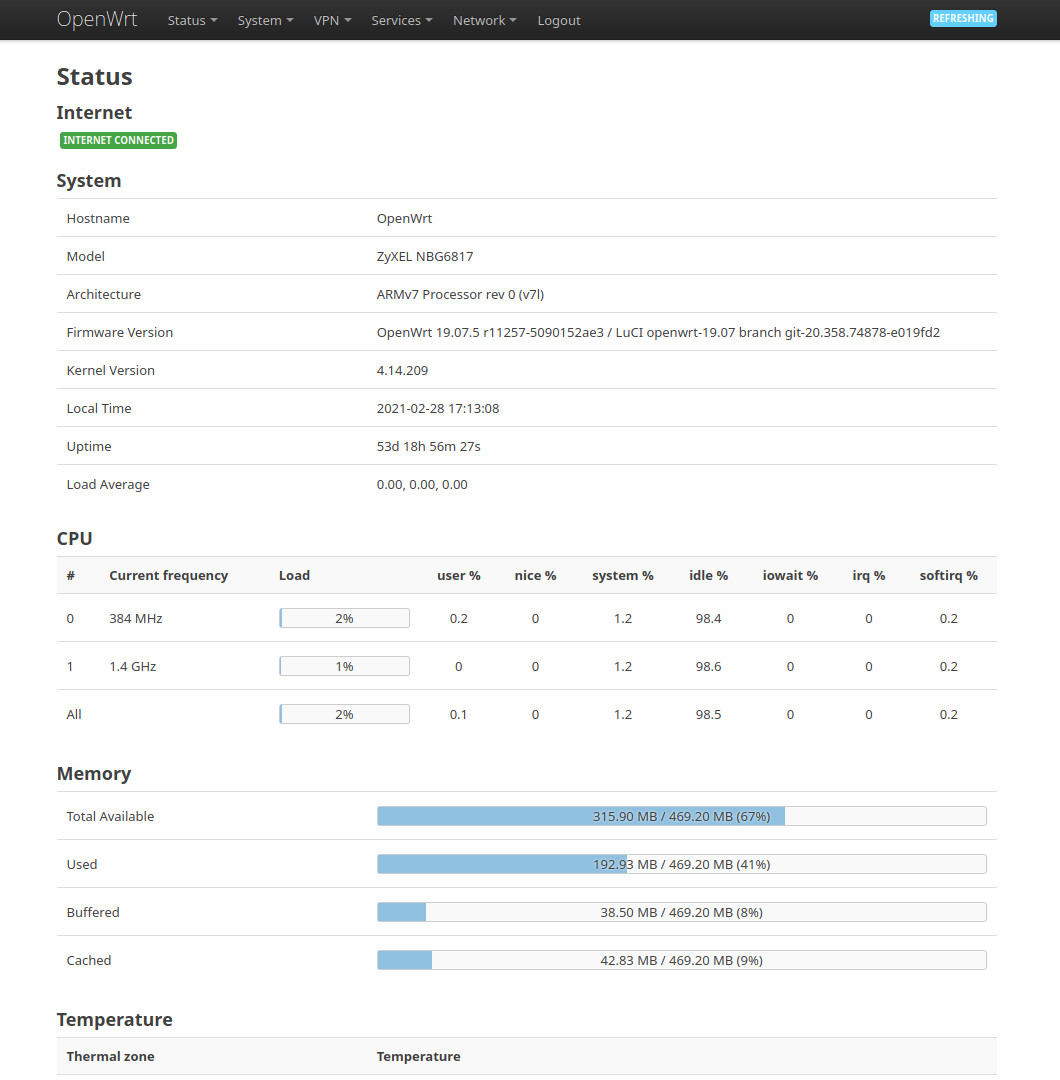 OpenWrt Status System VPN Services Network Logout REFRESHING
Status
Internet
INTERNET CONNECTED
System
Hostname OpenWrt
Model ZyXEL NBG6817
Architecture ARMv7 Processor rev 0 (v7l)
Firmware Version OpenWrt 19.07.5 r11257-5090152ae3 / LuCI openwrt-19.07 branch git-20.358.74878-e019fd2
Kernel Version 4.14.209
Local Time 2021-02-28 17:13:08
Uptime 53d 18h 56m 27s
Load Average 0.00, 0.00, 0.00
CPU
# Current frequency Load user % nice % system % idle % iowait % irq % softirq %
0 384 MHz 2% 0.2 0 1.2 98.4 0 0 0.2
1 1.4 GHz 1% 0 0 1.2 98.6 0 0 0.2
All 2% 0.1 0 1.2 98.5 0 0 0.2
Memory
Total Available 315.90 MB / 469.20 MB (67%)
Used 192.93 MB / 469.20 MB (41%)
Buffered 38.50 MB / 469.20 MB (8%)
Cached 42.83 MB / 469.20 MB (9%)
Temperature
Thermal zone Temperature